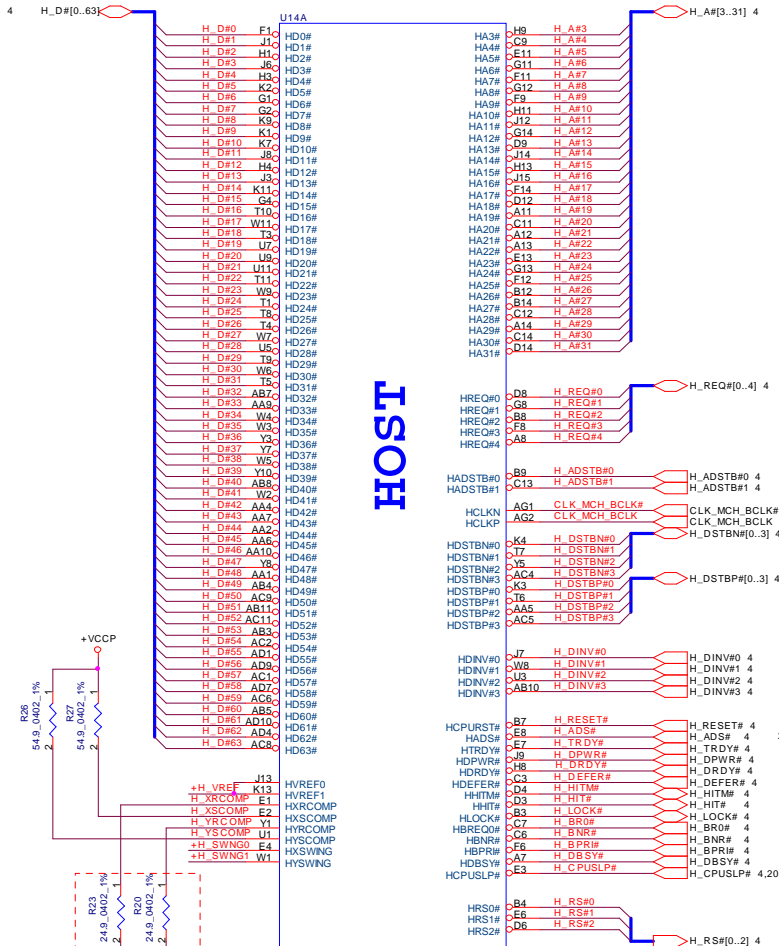 4 H_D#[0..63]
U14A
H_D#0 F1 HD0#
H_D#1 J1 HD1#
H_D#2 H1 HD2#
H_D#3 J6 HD3#
H_D#4 H3 HD4#
H_D#5 K2 HD5#
H_D#6 G1 HD6#
H_D#7 G2 HD7#
H_D#8 K9 HD8#
H_D#9 K1 HD9#
H_D#10 K7 HD10#
H_D#11 J8 HD11#
H_D#12 H4 HD12#
H_D#13 J3 HD13#
H_D#14 K11 HD14#
H_D#15 G4 HD15#
H_D#16 T10 HD16#
H_D#17 W11 HD17#
H_D#18 T3 HD18#
H_D#19 U7 HD19#
H_D#20 U9 HD20#
H_D#21 U11 HD21#
H_D#22 T11 HD22#
H_D#23 W9 HD23#
H_D#24 T1 HD24#
H_D#25 T8 HD25#
H_D#26 T4 HD26#
H_D#27 W7 HD27#
H_D#28 U5 HD28#
H_D#29 T9 HD29#
H_D#30 W6 HD30#
H_D#31 T5 HD31#
H_D#32 AB7 HD32#
H_D#33 AA9 HD33#
H_D#34 W4 HD34#
H_D#35 W3 HD35#
H_D#36 Y3 HD36#
H_D#37 Y7 HD37#
H_D#38 W5 HD38#
H_D#39 Y10 HD39#
H_D#40 AB8 HD40#
H_D#41 W2 HD41#
H_D#42 AA4 HD42#
H_D#43 AA7 HD43#
H_D#44 AA2 HD44#
H_D#45 AA6 HD45#
H_D#46 AA10 HD46#
H_D#47 Y8 HD47#
H_D#48 AA1 HD48#
H_D#49 AB4 HD49#
H_D#50 AC9 HD50#
H_D#51 AB11 HD51#
H_D#52 AC11 HD52#
H_D#53 AB3 HD53#
H_D#54 AC2 HD54#
H_D#55 AD1 HD55#
H_D#56 AD9 HD56#
H_D#57 AC1 HD57#
H_D#58 AD7 HD58#
H_D#59 AC6 HD59#
H_D#60 AB5 HD60#
H_D#61 AD10 HD61#
H_D#62 AD4 HD62#
H_D#63 AC8 HD63#
+VCCP
1 R26 54.9_0402_1% 2
1 R27 54.9_0402_1% 2
J13 HVREF0
+H_VREF K13 HVREF1
H_XRCOMP E1 HXRCOMP
H_XSCOMP E2 HXSCOMP
H_YRCOMP Y1 HYRCOMP
H_YSCOMP U1 HYSCOMP
+H_SWNG0 E4 HXSWING
+H_SWNG1 W1 HYSWING
1 R23 24.9_0402_1% 2
1 R20 24.9_0402_1% 2
HOST
H_A#[3..31] 4
HA3# H9 H_A#3
HA4# C9 H_A#4
HA5# E11 H_A#5
HA6# G11 H_A#6
HA7# F11 H_A#7
HA8# G12 H_A#8
HA9# F9 H_A#9
HA10# H11 H_A#10
HA11# J12 H_A#11
HA12# G14 H_A#12
HA13# D9 H_A#13
HA14# J14 H_A#14
HA15# H13 H_A#15
HA16# J15 H_A#16
HA17# F14 H_A#17
HA18# D12 H_A#18
HA19# A11 H_A#19
HA20# C11 H_A#20
HA21# A12 H_A#21
HA22# A13 H_A#22
HA23# E13 H_A#23
HA24# G13 H_A#24
HA25# F12 H_A#25
HA26# B12 H_A#26
HA27# B14 H_A#27
HA28# C12 H_A#28
HA29# A14 H_A#29
HA30# C14 H_A#30
HA31# D14 H_A#31
H_REQ#[0..4] 4
HREQ#0 D8 H_REQ#0
HREQ#1 G8 H_REQ#1
HREQ#2 B8 H_REQ#2
HREQ#3 F8 H_REQ#3
HREQ#4 A8 H_REQ#4
HADSTB#0 B9 H_ADSTB#0 H_ADSTB#0 4
HADSTB#1 C13 H_ADSTB#1 H_ADSTB#1 4
HCLKN AG1 CLK_MCH_BCLK# CLK_MCH_BCLK#
HCLKP AG2 CLK_MCH_BCLK CLK_MCH_BCLK
H_DSTBN#[0..3] 4
HDSTBN#0 K4 H_DSTBN#0
HDSTBN#1 T7 H_DSTBN#1
HDSTBN#2 Y5 H_DSTBN#2
HDSTBN#3 AC4 H_DSTBN#3
H_DSTBP#[0..3] 4
HDSTBP#0 K3 H_DSTBP#0
HDSTBP#1 T6 H_DSTBP#1
HDSTBP#2 AA5 H_DSTBP#2
HDSTBP#3 AC5 H_DSTBP#3
HDINV#0 J7 H_DINV#0 H_DINV#0 4
HDINV#1 W8 H_DINV#1 H_DINV#1 4
HDINV#2 U3 H_DINV#2 H_DINV#2 4
HDINV#3 AB10 H_DINV#3 H_DINV#3 4
HCPURST# B7 H_RESET# H_RESET# 4
HADS# E8 H_ADS# H_ADS# 4
HTRDY# E7 H_TRDY# H_TRDY# 4
HDPWR# J9 H_DPWR# H_DPWR# 4
HDRDY# H8 H_DRDY# H_DRDY# 4
HDEFER# C3 H_DEFER# H_DEFER# 4
HHITM# D4 H_HITM# H_HITM# 4
HHIT# D3 H_HIT# H_HIT# 4
HLOCK# B3 H_LOCK# H_LOCK# 4
HBREQ0# C7 H_BR0# H_BR0# 4
HBNR# C6 H_BNR# H_BNR# 4
HBPRI# F6 H_BPRI# H_BPRI# 4
HDBSY# A7 H_DBSY# H_DBSY# 4
HCPUSLP# E3 H_CPUSLP# H_CPUSLP# 4,20
HRS0# B4 H_RS#0
HRS1# E6 H_RS#1
HRS2# D6 H_RS#2
H_RS#[0..2] 4